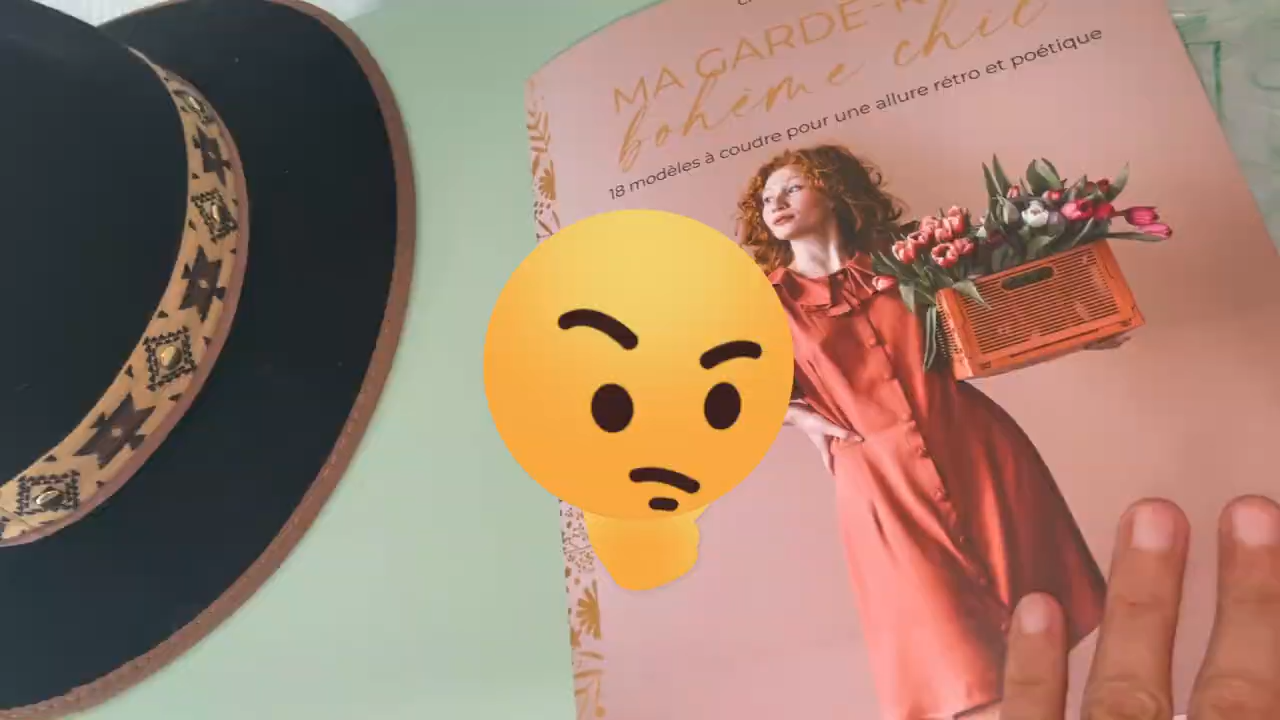 MA GARDE-R
bohème chic
18 modèles à coudre pour une allure rétro et poétique